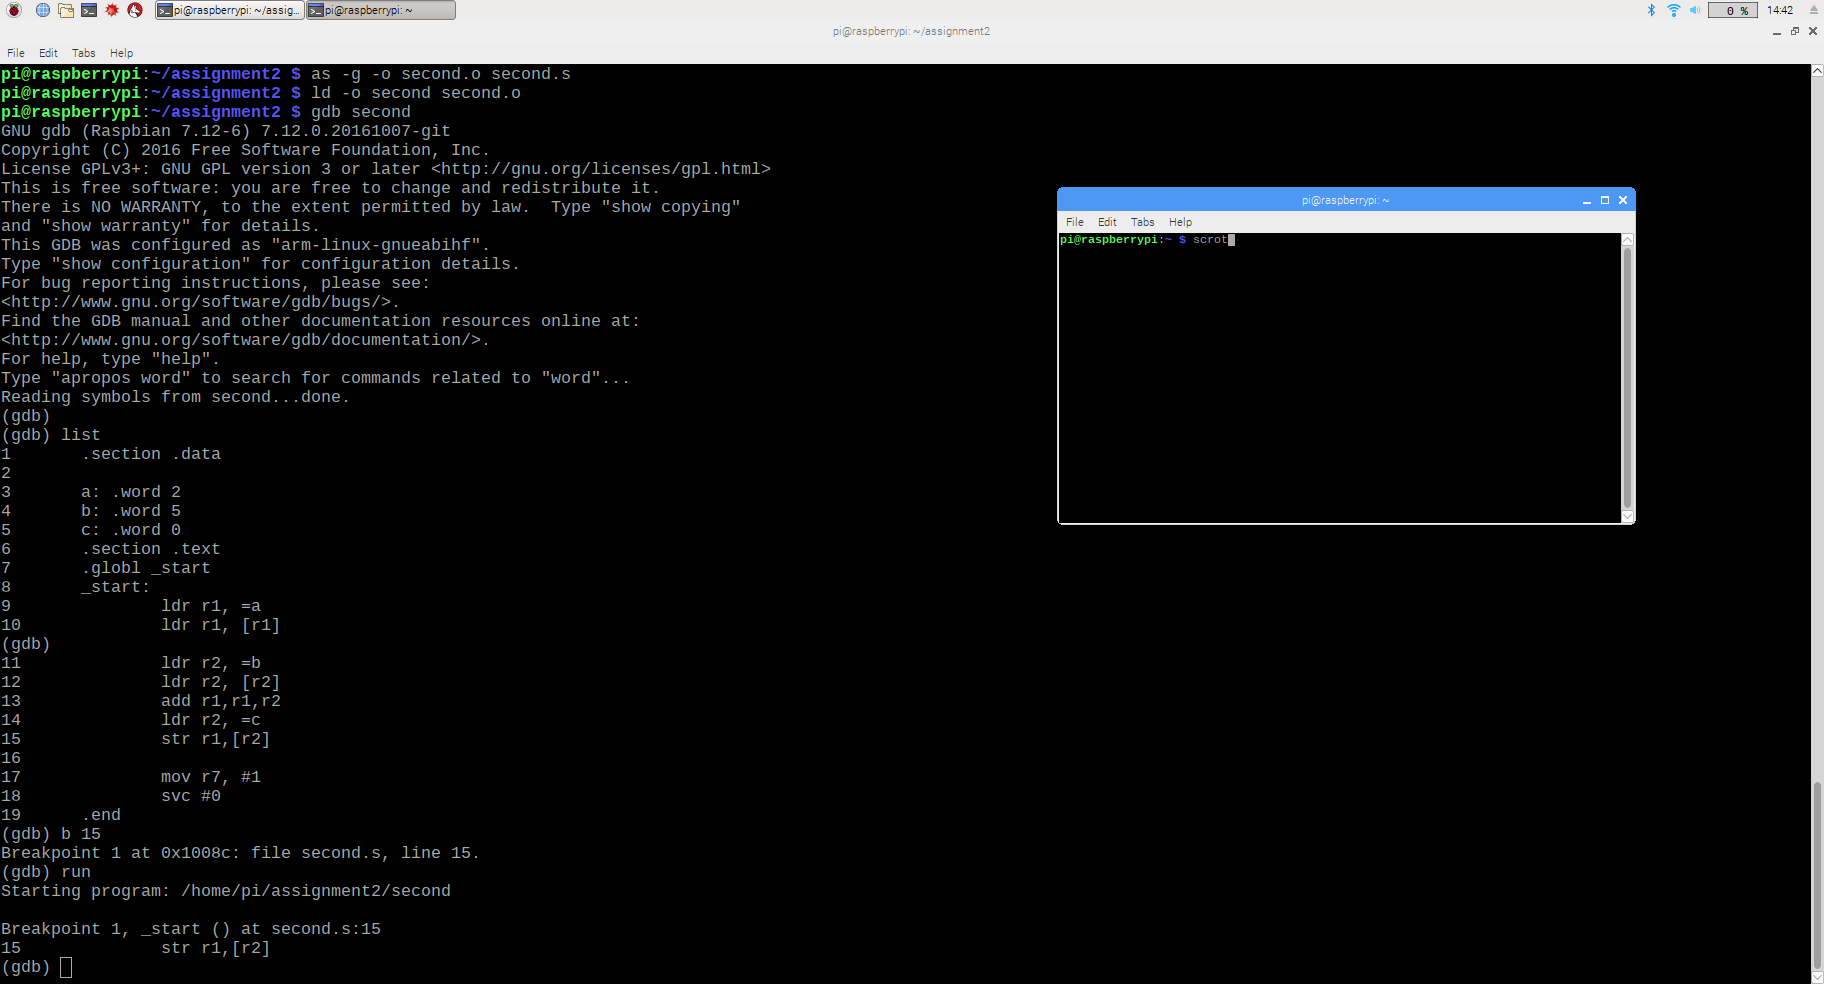 pi@raspberrypi: ~/assig...
pi@raspberrypi: ~
0 %
14:42
pi@raspberrypi: ~/assignment2
File Edit Tabs Help
pi@raspberrypi:~/assignment2 $ as -g -o second.o second.s
pi@raspberrypi:~/assignment2 $ ld -o second second.o
pi@raspberrypi:~/assignment2 $ gdb second
GNU gdb (Raspbian 7.12-6) 7.12.0.20161007-git
Copyright (C) 2016 Free Software Foundation, Inc.
License GPLv3+: GNU GPL version 3 or later <http://gnu.org/licenses/gpl.html>
This is free software: you are free to change and redistribute it.
There is NO WARRANTY, to the extent permitted by law.  Type "show copying"
and "show warranty" for details.
This GDB was configured as "arm-linux-gnueabihf".
Type "show configuration" for configuration details.
For bug reporting instructions, please see:
<http://www.gnu.org/software/gdb/bugs/>.
Find the GDB manual and other documentation resources online at:
<http://www.gnu.org/software/gdb/documentation/>.
For help, type "help".
Type "apropos word" to search for commands related to "word"...
Reading symbols from second...done.
(gdb)
(gdb) list
1       .section .data
2
3       a: .word 2
4       b: .word 5
5       c: .word 0
6       .section .text
7       .globl _start
8       _start:
9               ldr r1, =a
10              ldr r1, [r1]
(gdb)
11              ldr r2, =b
12              ldr r2, [r2]
13              add r1,r1,r2
14              ldr r2, =c
15              str r1,[r2]
16
17              mov r7, #1
18              svc #0
19      .end
(gdb) b 15
Breakpoint 1 at 0x1008c: file second.s, line 15.
(gdb) run
Starting program: /home/pi/assignment2/second
Breakpoint 1, _start () at second.s:15
15              str r1,[r2]
(gdb)
pi@raspberrypi: ~
File Edit Tabs Help
pi@raspberrypi:~ $ scrot